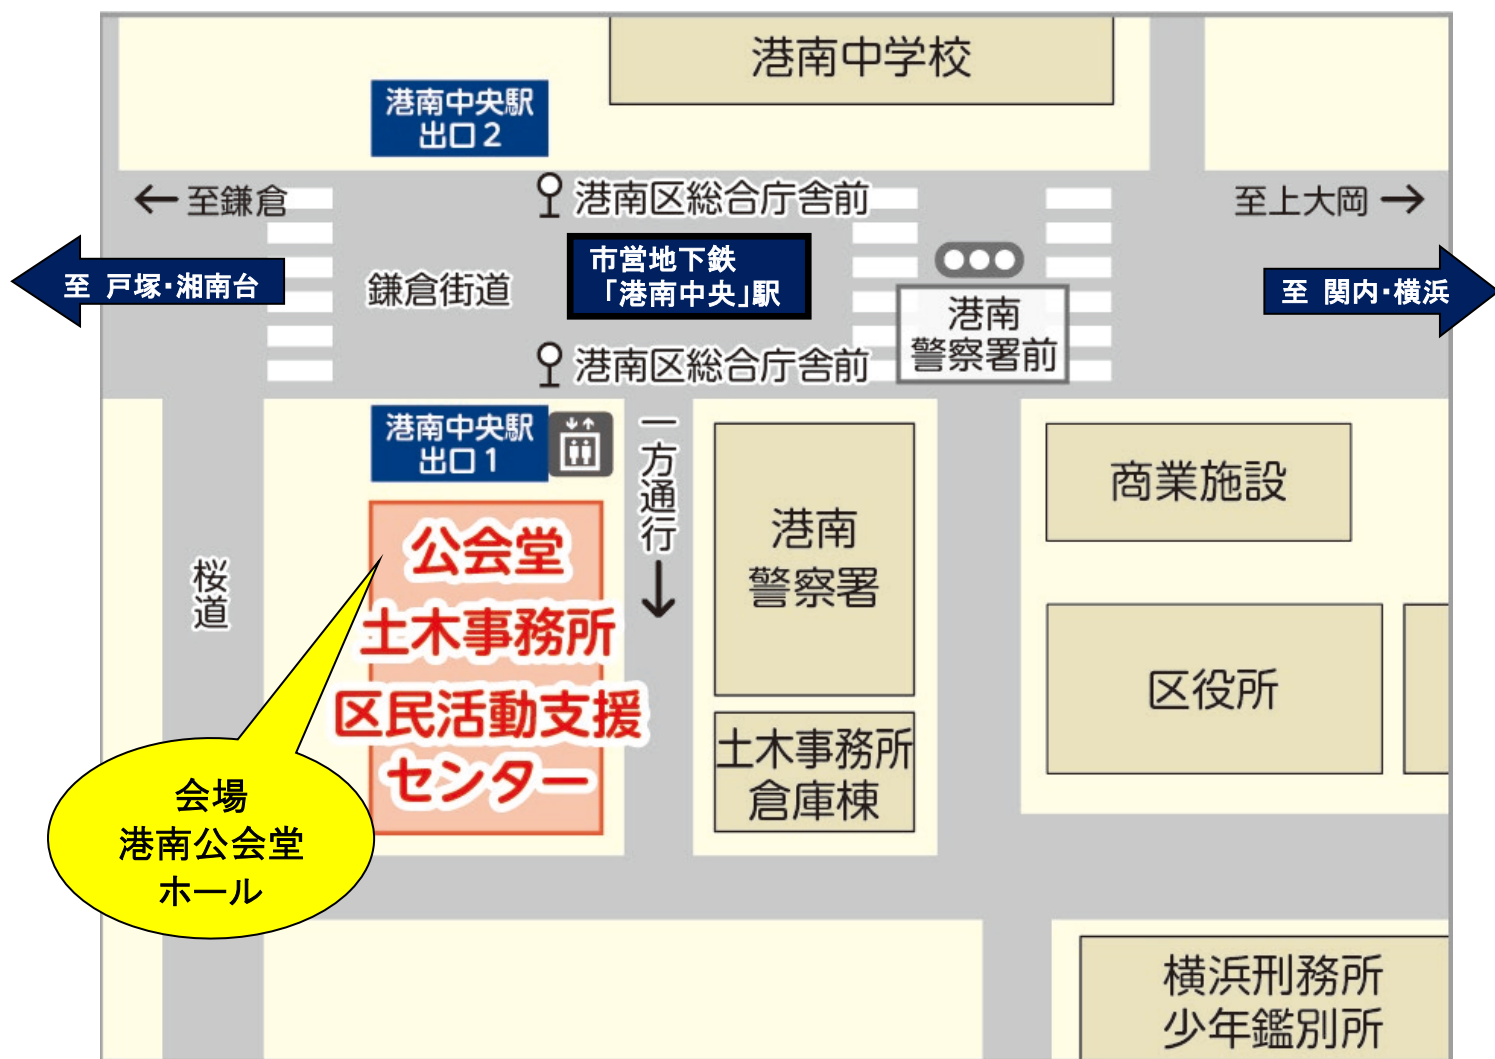 港南中学校
港南中央駅
出口2
← 至鎌倉
港南区総合庁舎前
至上大岡 →
至 戸塚・湘南台
鎌倉街道
市営地下鉄
「港南中央」駅
港南
警察署前
至 関内・横浜
港南区総合庁舎前
港南中央駅
出口1
一方通行
↓
桜道
公会堂
土木事務所
区民活動支援
センター
港南
警察署
土木事務所
倉庫棟
商業施設
区役所
会場
港南公会堂
ホール
横浜刑務所
少年鑑別所